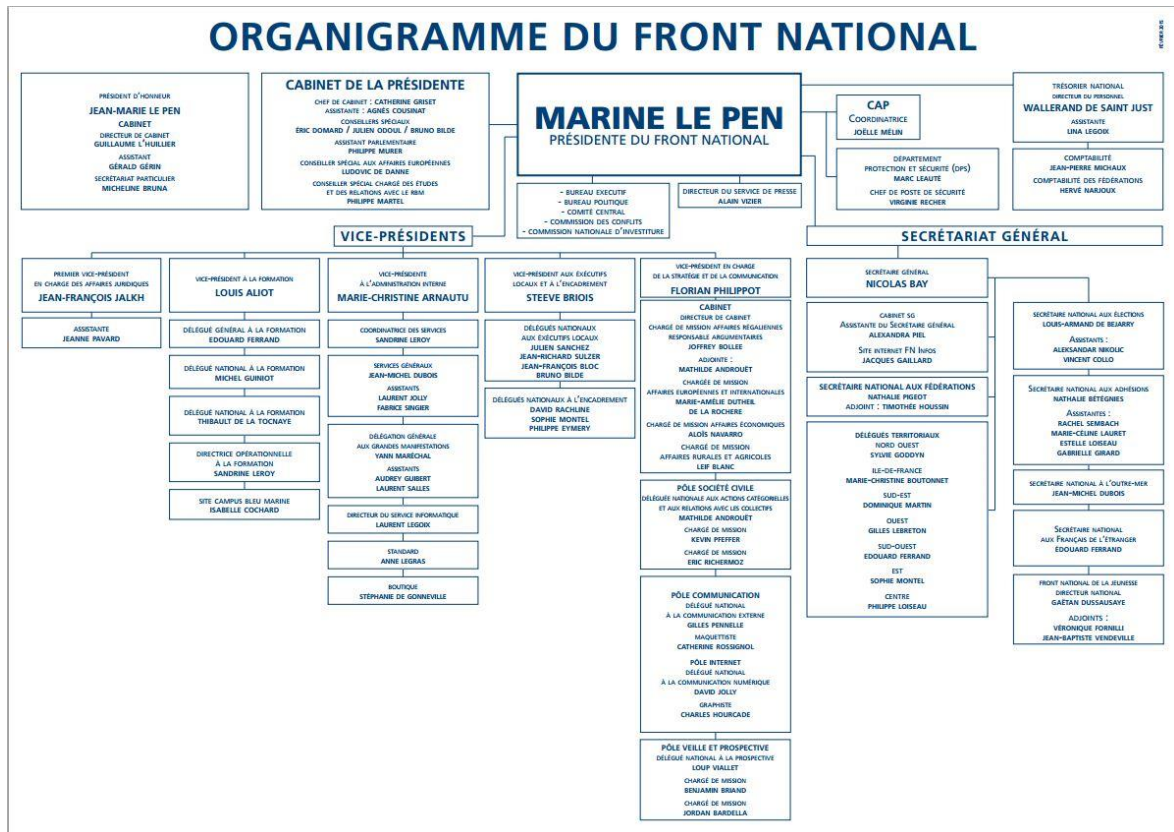 ORGANIGRAMME DU FRONT NATIONAL
FÉVRIER 2015
PRÉSIDENT D'HONNEUR
JEAN-MARIE LE PEN
CABINET
DIRECTEUR DE CABINET
GUILLAUME L'HUILLIER
ASSISTANT
GÉRALD GÉRIN
SECRÉTARIAT PARTICULIER
MICHELINE BRUNA
CABINET DE LA PRÉSIDENTE
CHEF DE CABINET : CATHERINE GRISET
ASSISTANTE : AGNÈS COUSINAT
CONSEILLERS SPÉCIAUX
ÉRIC DOMARD / JULIEN ODOUL / BRUNO BILDE
ASSISTANT PARLEMENTAIRE
PHILIPPE MURER
CONSEILLER SPÉCIAL AUX AFFAIRES EUROPÉENNES
LUDOVIC DE DANNE
CONSEILLER SPÉCIAL CHARGÉ DES ÉTUDES
ET DES RELATIONS AVEC LE RBM
PHILIPPE MARTEL
MARINE LE PEN
PRÉSIDENTE DU FRONT NATIONAL
- BUREAU EXECUTIF
- BUREAU POLITIQUE
- COMITÉ CENTRAL
- COMMISSION DES CONFLITS
- COMMISSION NATIONALE D'INVESTITURE
DIRECTEUR DU SERVICE DE PRESSE
ALAIN VIZIER
CAP
COORDINATRICE
JOËLLE MÉLIN
DÉPARTEMENT
PROTECTION ET SÉCURITÉ (DPS)
MARC LEAUTÉ
CHEF DE POSTE DE SÉCURITÉ
VIRGINIE RECHER
TRÉSORIER NATIONAL
DIRECTEUR DU PERSONNEL
WALLERAND DE SAINT JUST
ASSISTANTE
LINA LEGOIX
COMPTABILITÉ
JEAN-PIERRE MICHAUX
COMPTABILITÉ DES FÉDÉRATIONS
HERVÉ NARJOUX
VICE-PRÉSIDENTS
PREMIER VICE-PRÉSIDENT
EN CHARGE DES AFFAIRES JURIDIQUES
JEAN-FRANÇOIS JALKH
ASSISTANTE
JEANNE PAVARD
VICE-PRÉSIDENT À LA FORMATION
LOUIS ALIOT
DÉLÉGUÉ GÉNÉRAL À LA FORMATION
EDOUARD FERRAND
DÉLÉGUÉ NATIONAL À LA FORMATION
MICHEL GUINIOT
DÉLÉGUÉ NATIONAL À LA FORMATION
THIBAULT DE LA TOCNAYE
DIRECTRICE OPÉRATIONNELLE
À LA FORMATION
SANDRINE LEROY
SITE CAMPUS BLEU MARINE
ISABELLE COCHARD
VICE-PRÉSIDENTE
À L'ADMINISTRATION INTERNE
MARIE-CHRISTINE ARNAUTU
COORDINATRICE DES SERVICES
SANDRINE LEROY
SERVICES GÉNÉRAUX
JEAN-MICHEL DUBOIS
ASSISTANTS
LAURENT JOLLY
FABRICE SINGIER
DÉLÉGATION GÉNÉRALE
AUX GRANDES MANIFESTATIONS
YANN MARÉCHAL
ASSISTANTS
AUDREY GUIBERT
LAURENT SALLES
DIRECTEUR DU SERVICE INFORMATIQUE
LAURENT LEGOIX
STANDARD
ANNE LEGRAS
BOUTIQUE
STÉPHANIE DE GONNEVILLE
VICE-PRÉSIDENT AUX EXÉCUTIFS
LOCAUX ET À L'ENCADREMENT
STEEVE BRIOIS
DÉLÉGUÉS NATIONAUX
AUX EXÉCUTIFS LOCAUX
JULIEN SANCHEZ
JEAN-RICHARD SULZER
JEAN-FRANÇOIS BLOC
BRUNO BILDE
DÉLÉGUÉS NATIONAUX À L'ENCADREMENT
DAVID RACHLINE
SOPHIE MONTEL
PHILIPPE EYMERY
VICE-PRÉSIDENT EN CHARGE
DE LA STRATÉGIE ET DE LA COMMUNICATION
FLORIAN PHILIPPOT
CABINET
DIRECTEUR DE CABINET
CHARGÉ DE MISSION AFFAIRES RÉGALIENNES
RESPONSABLE ARGUMENTAIRES
JOFFREY BOLLEE
ADJOINTE :
MATHILDE ANDROUËT
CHARGÉE DE MISSION
AFFAIRES EUROPÉENNES ET INTERNATIONALES
MARIE-AMÉLIE DUTHEIL
DE LA ROCHERE
CHARGÉ DE MISSION AFFAIRES ÉCONOMIQUES
ALOÏS NAVARRO
CHARGÉ DE MISSION
AFFAIRES RURALES ET AGRICOLES
LEIF BLANC
PÔLE SOCIÉTÉ CIVILE
DÉLÉGUÉE NATIONALE AUX ACTIONS CATÉGORIELLES
ET AUX RELATIONS AVEC LES COLLECTIFS
MATHILDE ANDROUËT
CHARGÉ DE MISSION
KEVIN PFEFFER
CHARGÉ DE MISSION
ERIC RICHERMOZ
PÔLE COMMUNICATION
DÉLÉGUÉ NATIONAL
À LA COMMUNICATION EXTERNE
GILLES PENNELLE
MAQUETTISTE
CATHERINE ROSSIGNOL
PÔLE INTERNET
DÉLÉGUÉ NATIONAL
À LA COMMUNICATION NUMÉRIQUE
DAVID JOLLY
GRAPHISTE
CHARLES HOURCADE
PÔLE VEILLE ET PROSPECTIVE
DÉLÉGUÉ NATIONAL À LA PROSPECTIVE
LOUP VIALLET
CHARGÉ DE MISSION
BENJAMIN BRIAND
CHARGÉ DE MISSION
JORDAN BARDELLA
SECRÉTARIAT GÉNÉRAL
SECRÉTAIRE GÉNÉRAL
NICOLAS BAY
CABINET SG
ASSISTANTE DU SECRÉTAIRE GÉNÉRAL
ALEXANDRA PIEL
SITE INTERNET FN INFOS
JACQUES GAILLARD
SECRÉTAIRE NATIONAL AUX FÉDÉRATIONS
NATHALIE PIGEOT
ADJOINT : TIMOTHÉE HOUSSIN
DÉLÉGUÉS TERRITORIAUX
NORD OUEST
SYLVIE GODDYN
ILE-DE-FRANCE
MARIE-CHRISTINE BOUTONNET
SUD-EST
DOMINIQUE MARTIN
OUEST
GILLES LEBRETON
SUD-OUEST
EDOUARD FERRAND
EST
SOPHIE MONTEL
CENTRE
PHILIPPE LOISEAU
SECRÉTAIRE NATIONAL AUX ÉLECTIONS
LOUIS-ARMAND DE BEJARRY
ASSISTANTS :
ALEKSANDAR NIKOLIC
VINCENT COLLO
SECRÉTAIRE NATIONAL AUX ADHÉSIONS
NATHALIE BÉTÉGNIES
ASSISTANTES :
RACHEL SEMBACH
MARIE-CÉLINE LAURET
ESTELLE LOISEAU
GABRIELLE GIRARD
SECRÉTAIRE NATIONAL À L'OUTRE-MER
JEAN-MICHEL DUBOIS
SECRÉTAIRE NATIONAL
AUX FRANÇAIS DE L'ÉTRANGER
ÉDOUARD FERRAND
FRONT NATIONAL DE LA JEUNESSE
DIRECTEUR NATIONAL
GAËTAN DUSSAUSAYE
ADJOINTS :
VÉRONIQUE FORNILLI
JEAN-BAPTISTE VENDEVILLE